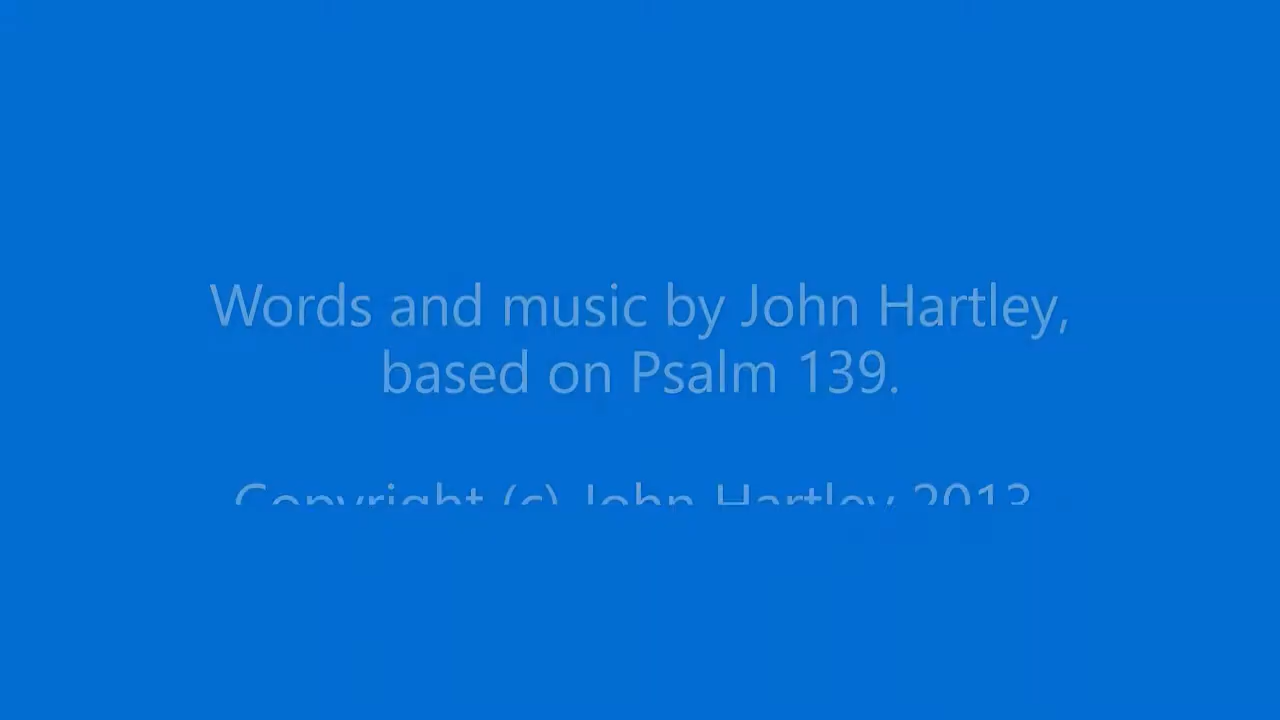 Words and music by John Hartley,
based on Psalm 139.
Copyright (c) John Hartley 2013